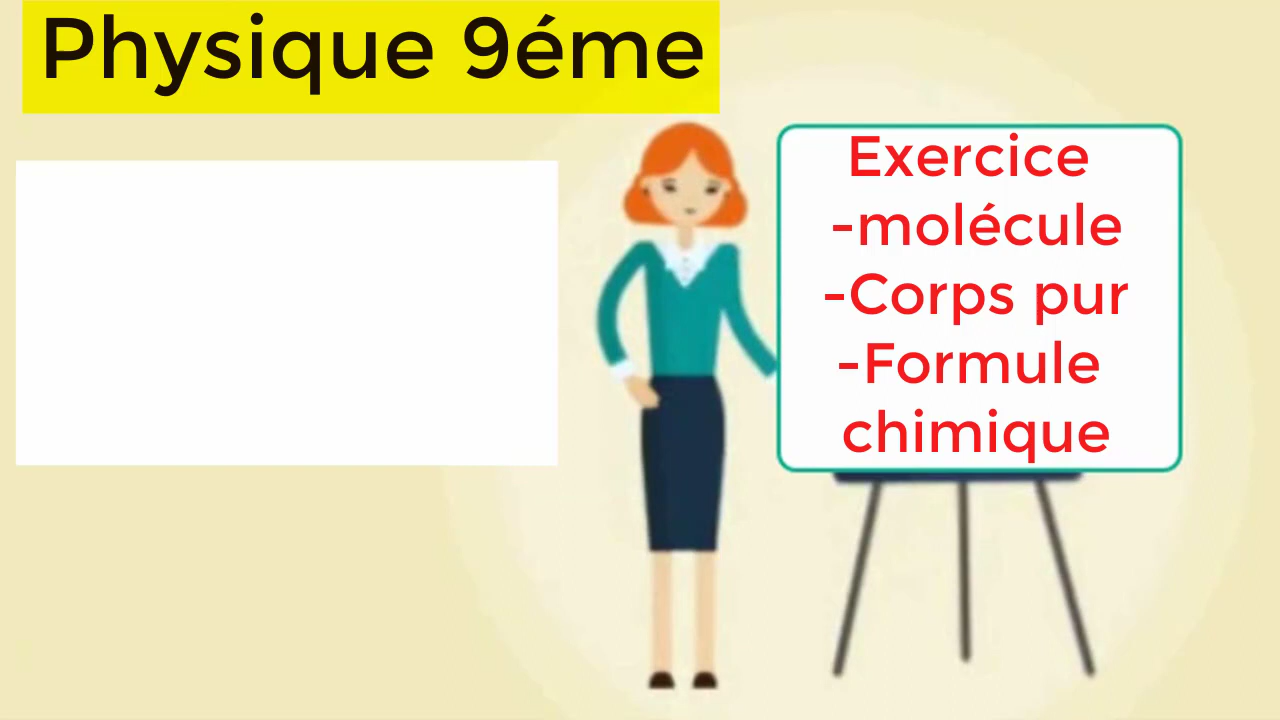 Physique 9éme
Exercice
-molécule
-Corps pur
-Formule
chimique